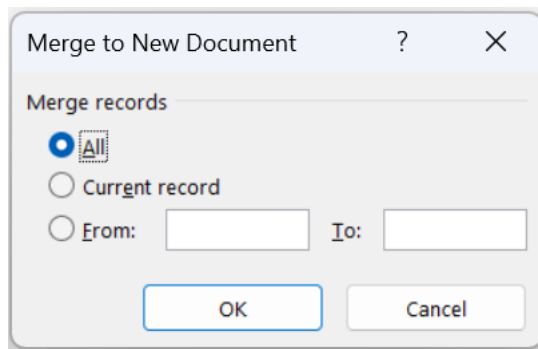 Merge to New Document ?
Merge records
All
Current record
From: To:
OK Cancel